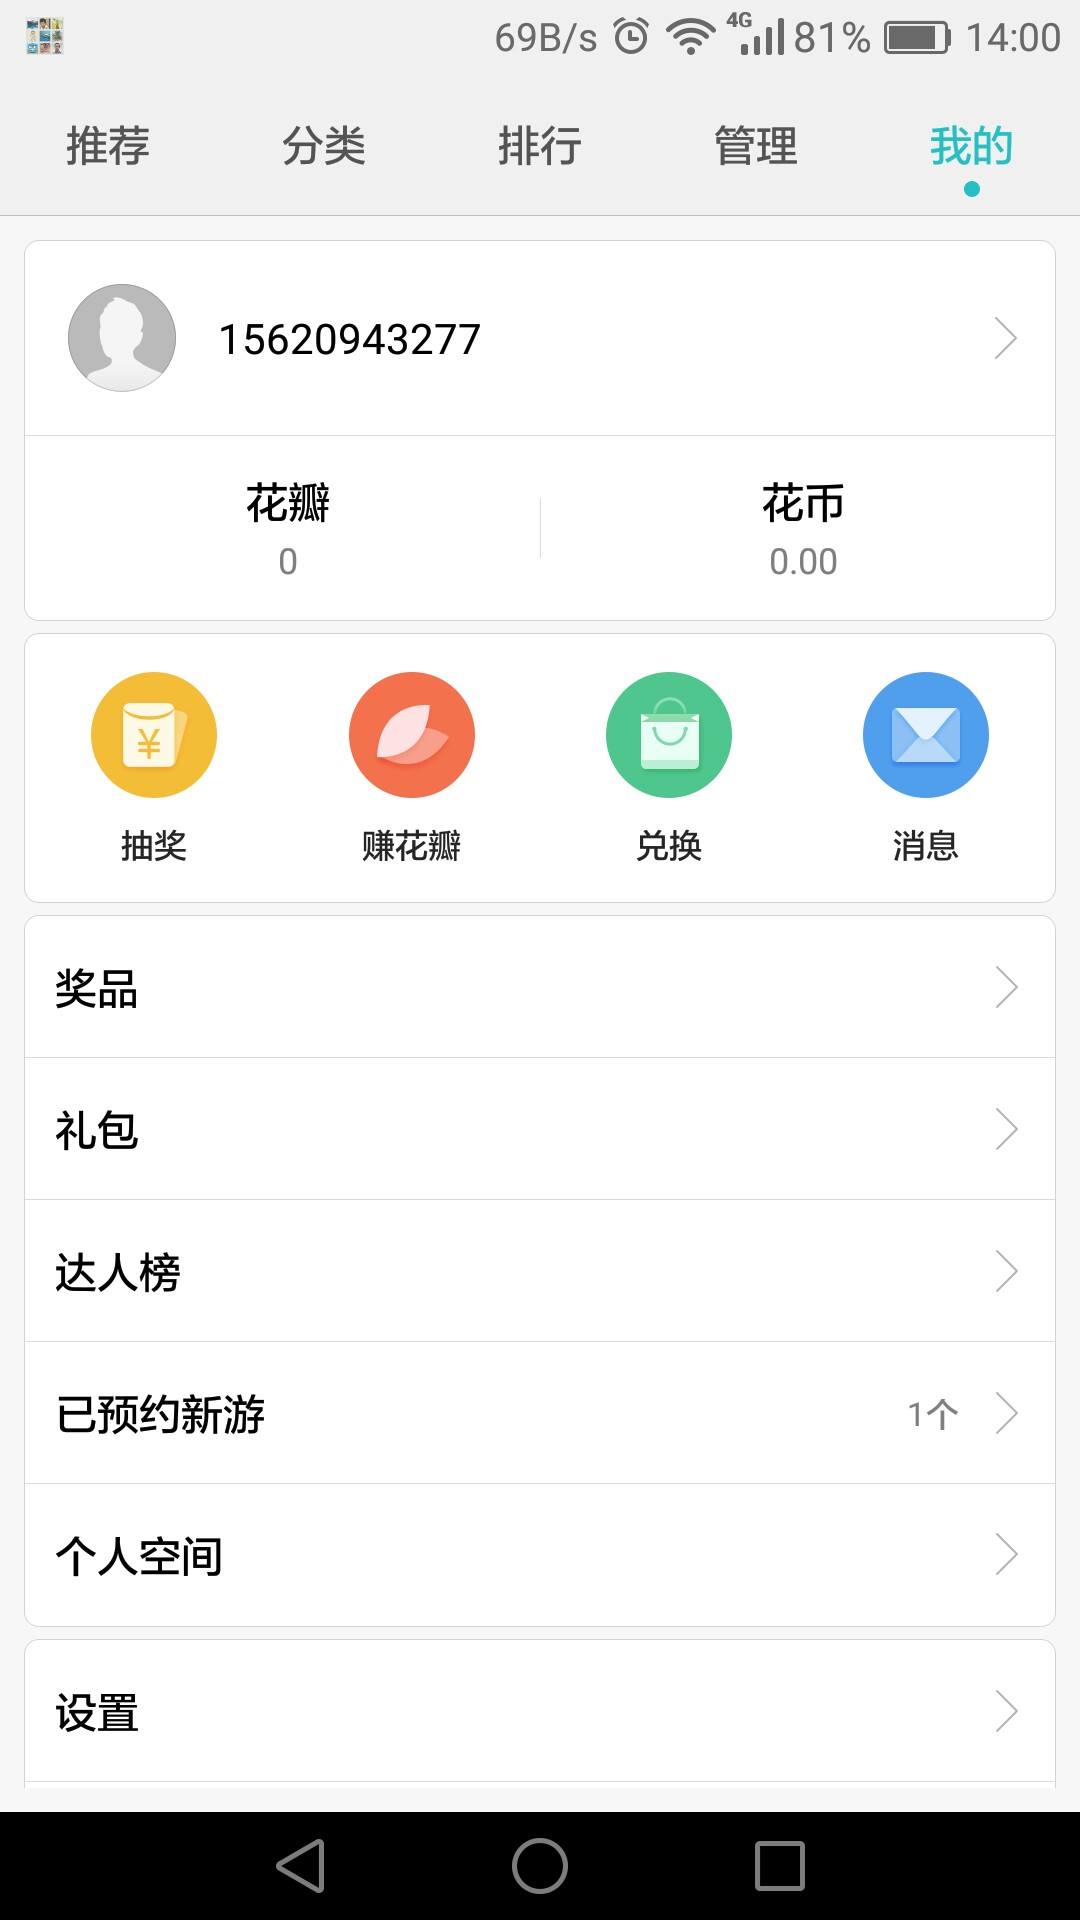 69B/s 4G 81% 14:00
推荐 分类 排行 管理 我的
15620943277
花瓣 花币
0 0.00
¥
抽奖 赚花瓣 兑换 消息
奖品
礼包
达人榜
已预约新游 1个
个人空间
设置